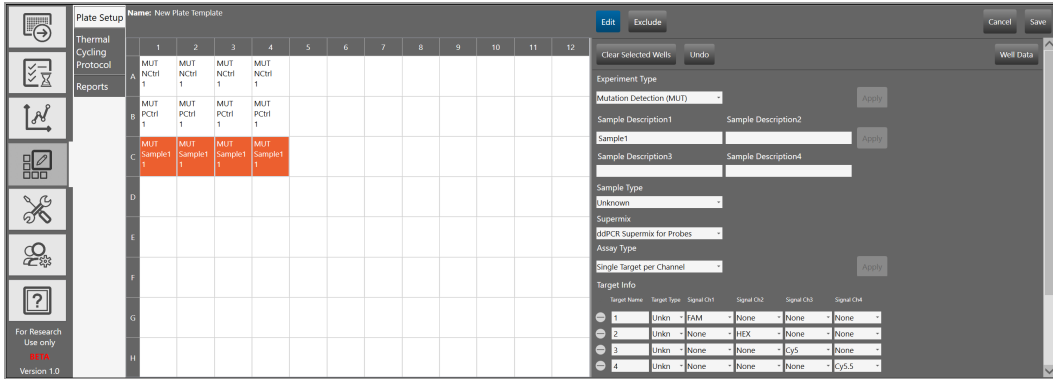 Plate Setup
Thermal
Cycling
Protocol
Reports
For Research
Use only
BETA
Version 1.0
Name: New Plate Template
1 2 3 4 5 6 7 8 9 10 11 12
A
MUT MUT MUT MUT
NCtrl NCtrl NCtrl NCtrl
1 1 1 1
B
MUT MUT MUT MUT
PCtrl PCtrl PCtrl PCtrl
1 1 1 1
C
MUT MUT MUT MUT
Sample1 Sample1 Sample1 Sample1
1 1 1 1
D
E
F
G
H
Edit Exclude Cancel Save
Clear Selected Wells Undo Well Data
Experiment Type
Mutation Detection (MUT) Apply
Sample Description1 Sample Description2
Sample1 Apply
Sample Description3 Sample Description4
Sample Type
Unknown
Supermix
ddPCR Supermix for Probes
Assay Type
Single Target per Channel Apply
Target Info
Target Name Target Type Signal Ch1 Signal Ch2 Signal Ch3 Signal Ch4
1 Unkn FAM None None None
2 Unkn None HEX None None
3 Unkn None None Cy5 None
4 Unkn None None None Cy5.5